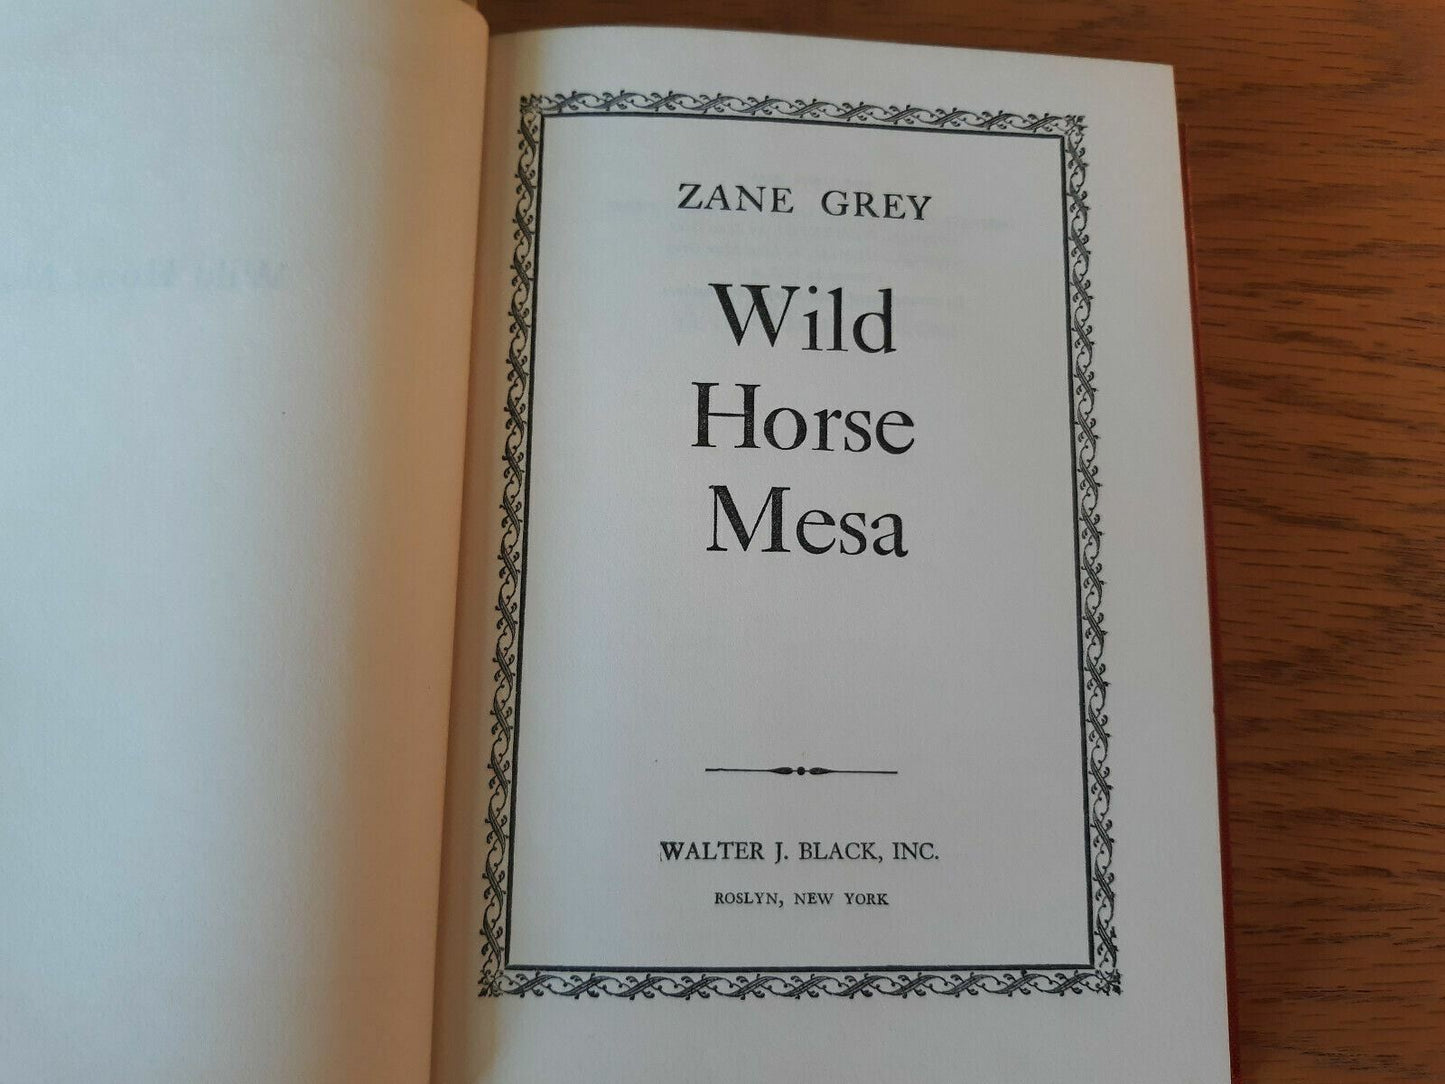 ZANE GREY
Wild
Horse
Mesa
WALTER J. BLACK, INC.
ROSLYN, NEW YORK